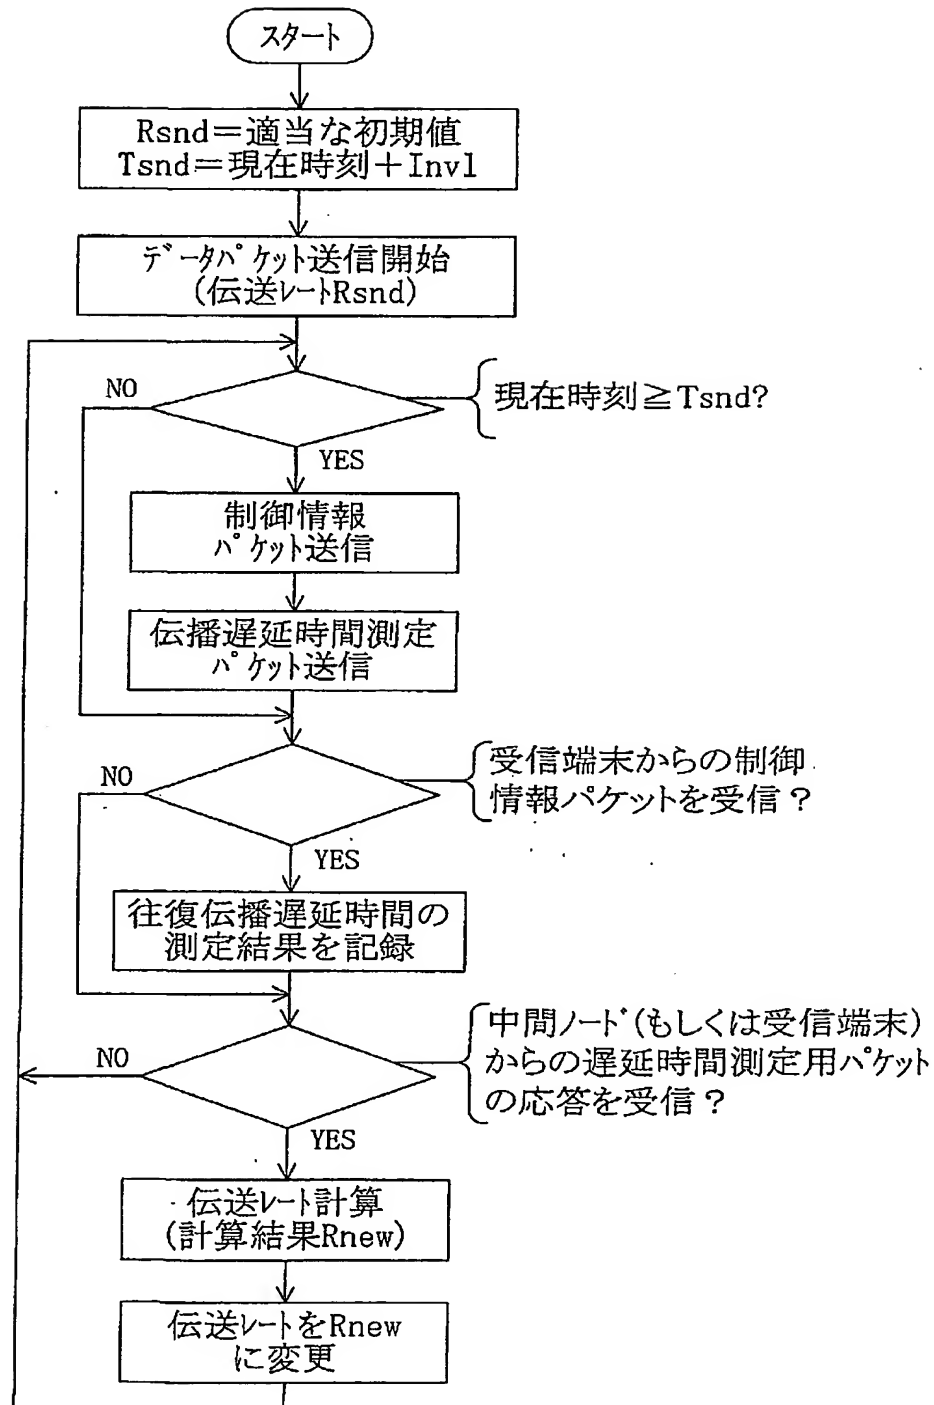 スタート
Rsnd=適当な初期値
Tsnd=現在時刻+Invl
データパケット送信開始
(伝送レートRsnd)
NO
現在時刻≧Tsnd?
YES
制御情報
パケット送信
伝播遅延時間測定
パケット送信
NO
受信端末からの制御
情報パケットを受信?
YES
往復伝播遅延時間の
測定結果を記録
NO
中間ノード(もしくは受信端末)
からの遅延時間測定用パケット
の応答を受信?
YES
伝送レート計算
(計算結果Rnew)
伝送レートをRnew
に変更